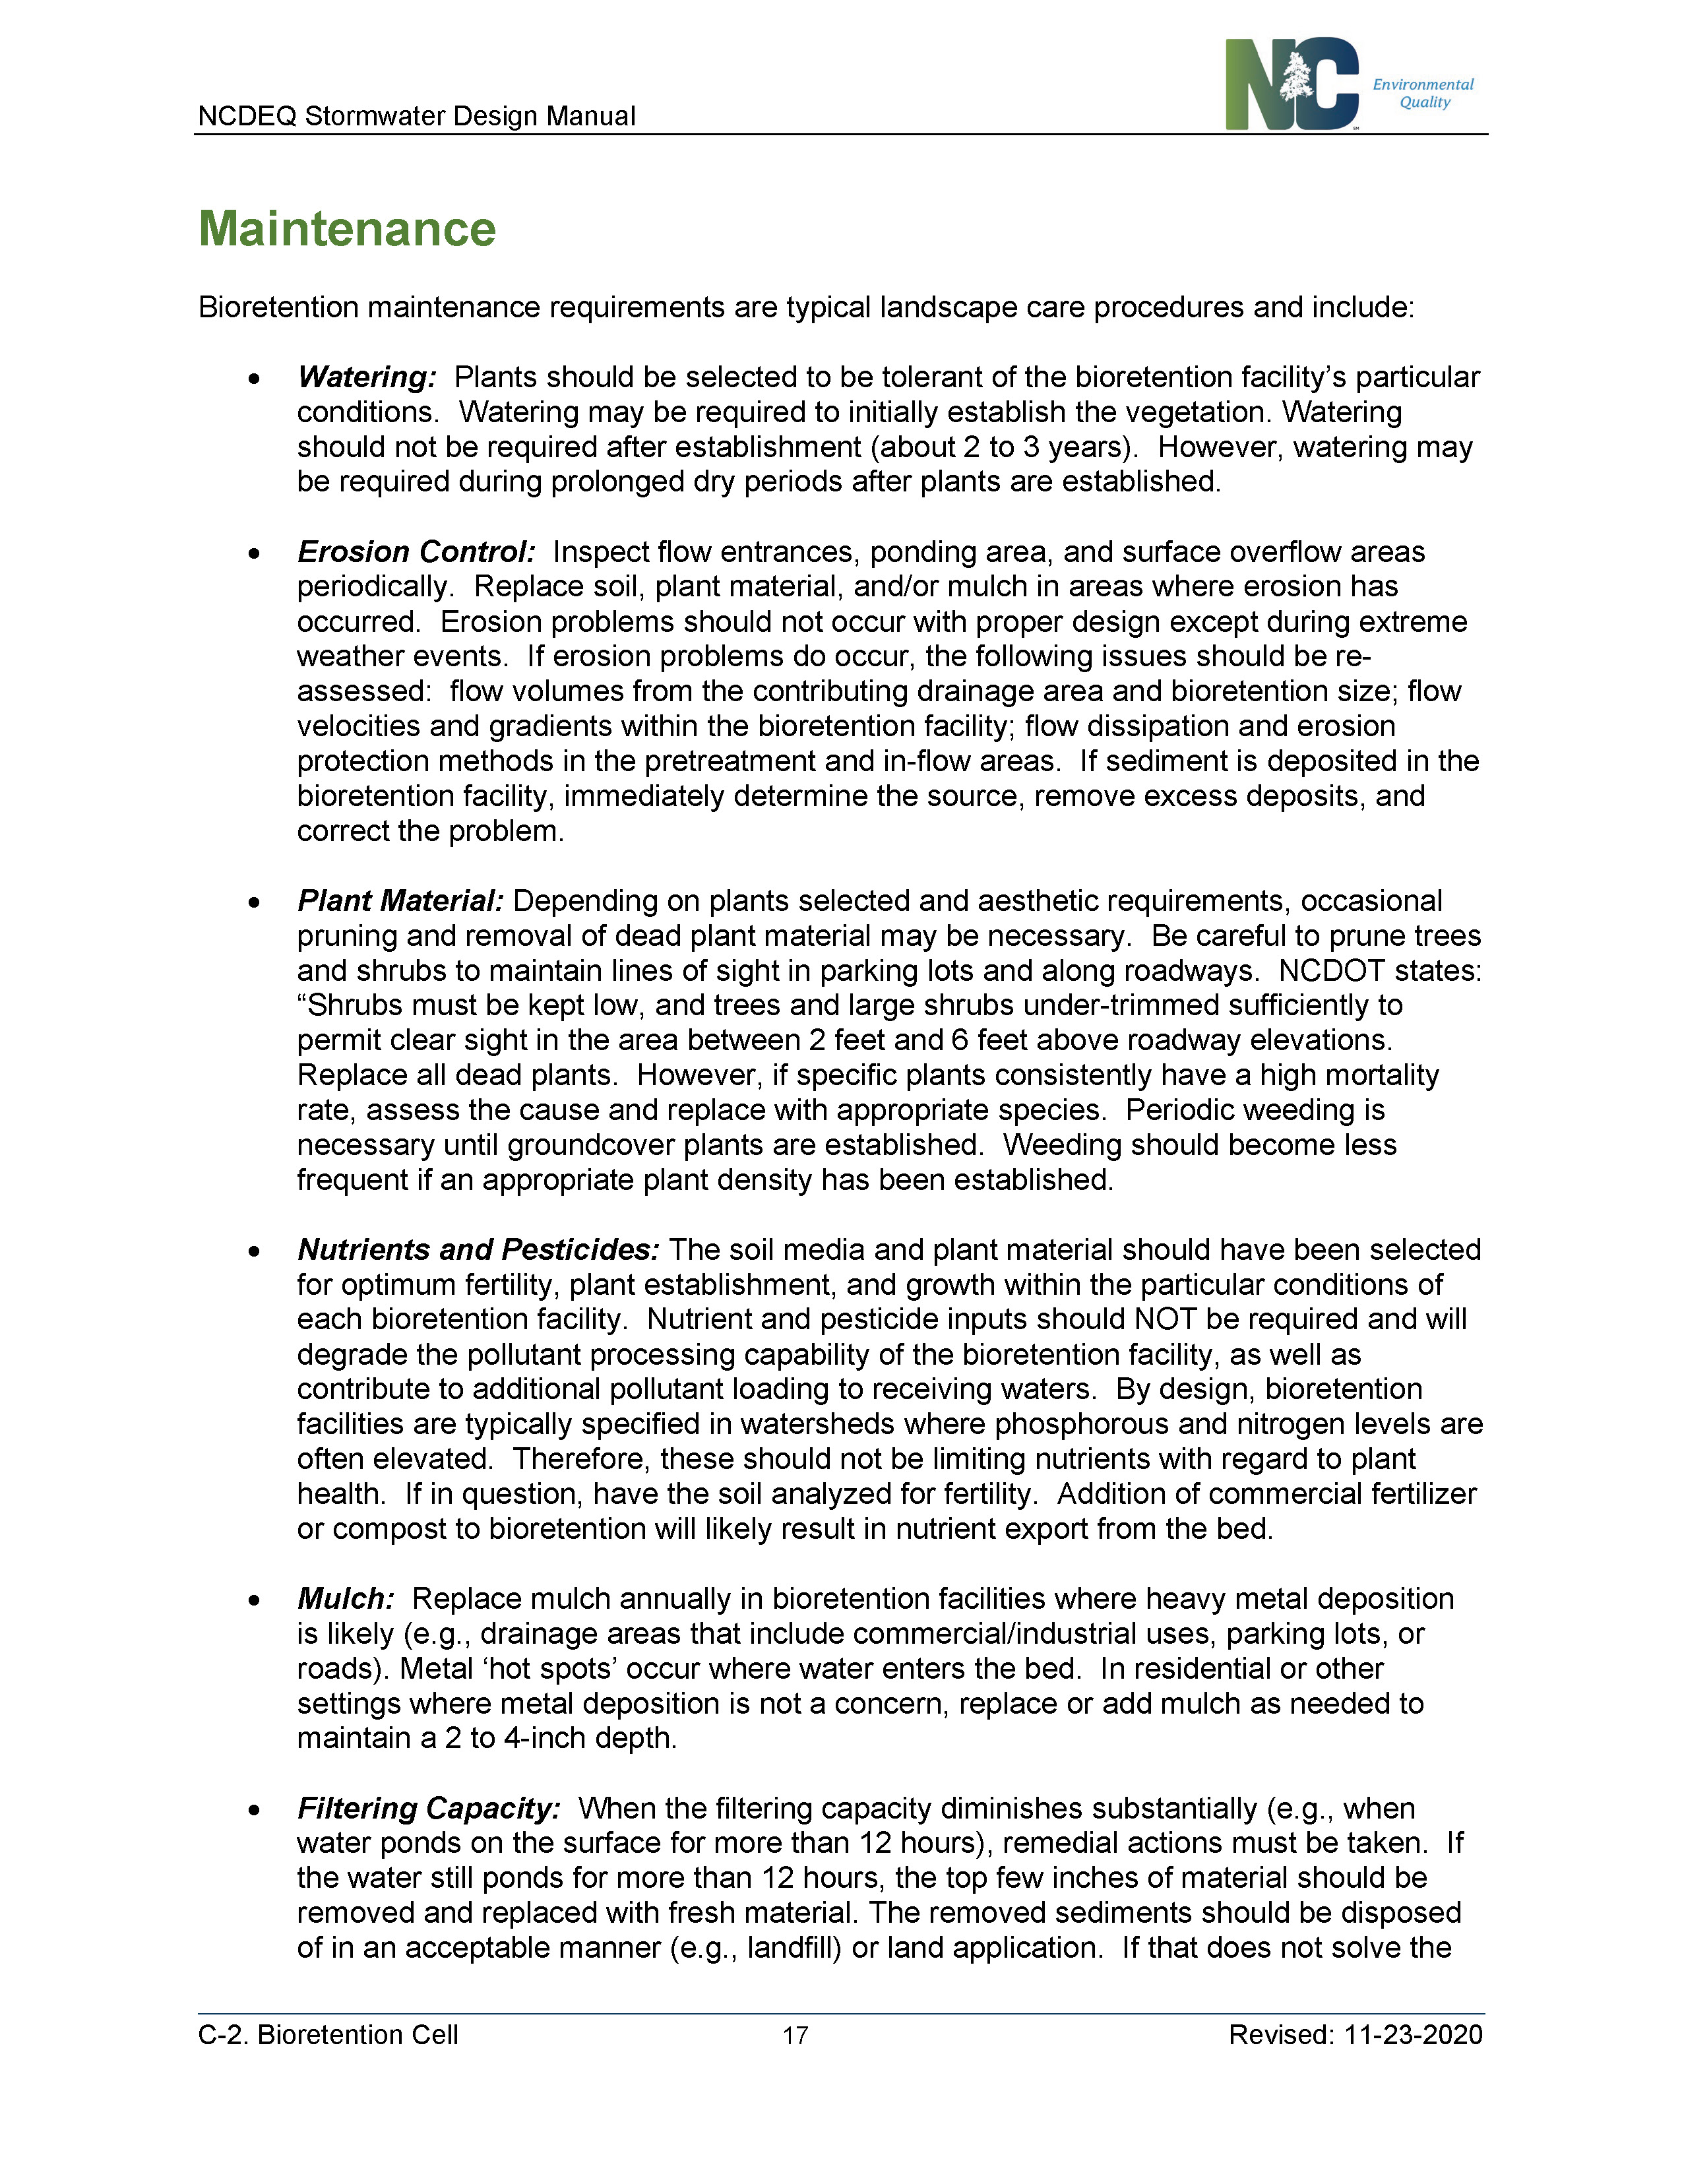 NCDEQ Stormwater Design Manual
NC
Environmental
Quality
Maintenance
Bioretention maintenance requirements are typical landscape care procedures and include:
• Watering:  Plants should be selected to be tolerant of the bioretention facility’s particular
conditions.  Watering may be required to initially establish the vegetation. Watering
should not be required after establishment (about 2 to 3 years).  However, watering may
be required during prolonged dry periods after plants are established.
• Erosion Control:  Inspect flow entrances, ponding area, and surface overflow areas
periodically.  Replace soil, plant material, and/or mulch in areas where erosion has
occurred.  Erosion problems should not occur with proper design except during extreme
weather events.  If erosion problems do occur, the following issues should be re-
assessed:  flow volumes from the contributing drainage area and bioretention size; flow
velocities and gradients within the bioretention facility; flow dissipation and erosion
protection methods in the pretreatment and in-flow areas.  If sediment is deposited in the
bioretention facility, immediately determine the source, remove excess deposits, and
correct the problem.
• Plant Material: Depending on plants selected and aesthetic requirements, occasional
pruning and removal of dead plant material may be necessary.  Be careful to prune trees
and shrubs to maintain lines of sight in parking lots and along roadways.  NCDOT states:
“Shrubs must be kept low, and trees and large shrubs under-trimmed sufficiently to
permit clear sight in the area between 2 feet and 6 feet above roadway elevations.
Replace all dead plants.  However, if specific plants consistently have a high mortality
rate, assess the cause and replace with appropriate species.  Periodic weeding is
necessary until groundcover plants are established.  Weeding should become less
frequent if an appropriate plant density has been established.
• Nutrients and Pesticides: The soil media and plant material should have been selected
for optimum fertility, plant establishment, and growth within the particular conditions of
each bioretention facility.  Nutrient and pesticide inputs should NOT be required and will
degrade the pollutant processing capability of the bioretention facility, as well as
contribute to additional pollutant loading to receiving waters.  By design, bioretention
facilities are typically specified in watersheds where phosphorous and nitrogen levels are
often elevated.  Therefore, these should not be limiting nutrients with regard to plant
health.  If in question, have the soil analyzed for fertility.  Addition of commercial fertilizer
or compost to bioretention will likely result in nutrient export from the bed.
• Mulch:  Replace mulch annually in bioretention facilities where heavy metal deposition
is likely (e.g., drainage areas that include commercial/industrial uses, parking lots, or
roads). Metal ‘hot spots’ occur where water enters the bed.  In residential or other
settings where metal deposition is not a concern, replace or add mulch as needed to
maintain a 2 to 4-inch depth.
• Filtering Capacity:  When the filtering capacity diminishes substantially (e.g., when
water ponds on the surface for more than 12 hours), remedial actions must be taken.  If
the water still ponds for more than 12 hours, the top few inches of material should be
removed and replaced with fresh material. The removed sediments should be disposed
of in an acceptable manner (e.g., landfill) or land application.  If that does not solve the
C-2. Bioretention Cell 17 Revised: 11-23-2020